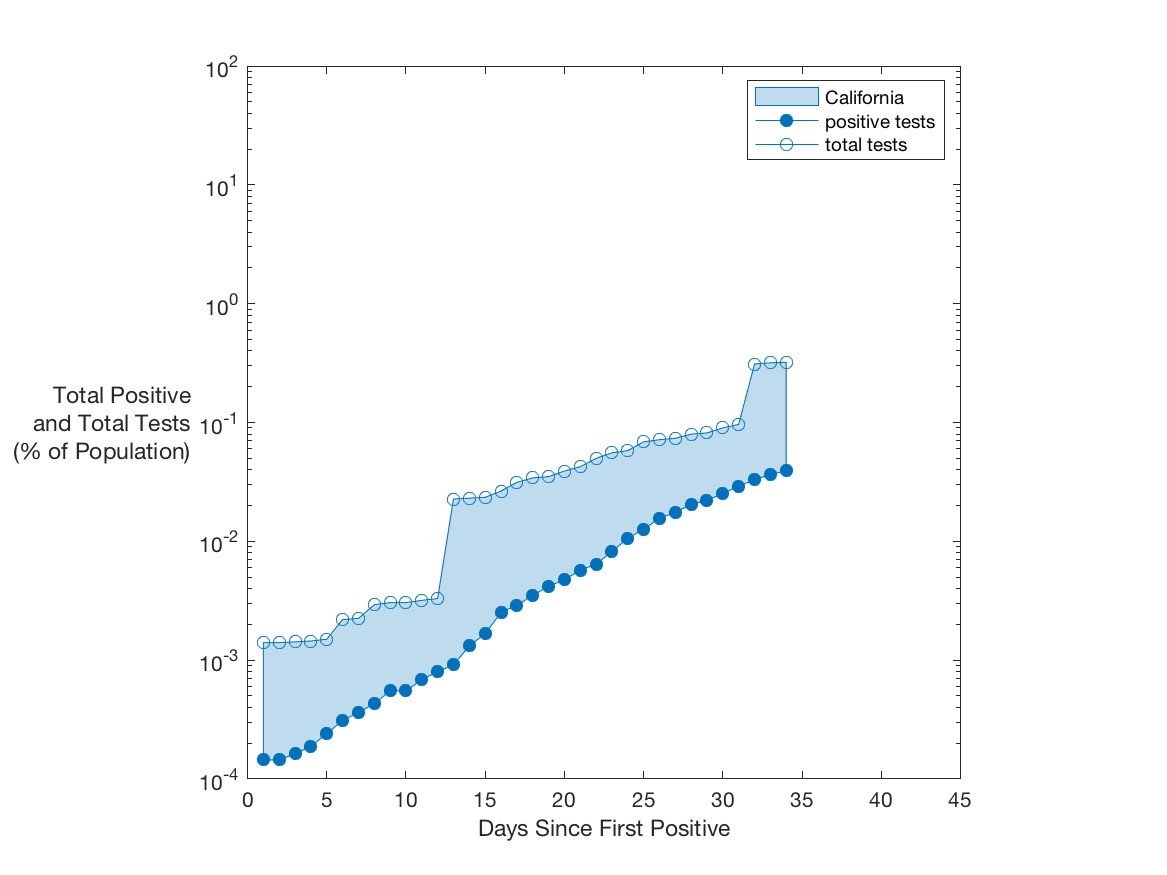 10^2
10^1
10^0
10^-1
10^-2
10^-3
10^-4
Total Positive
and Total Tests
(% of Population)
California
positive tests
total tests
0 5 10 15 20 25 30 35 40 45
Days Since First Positive